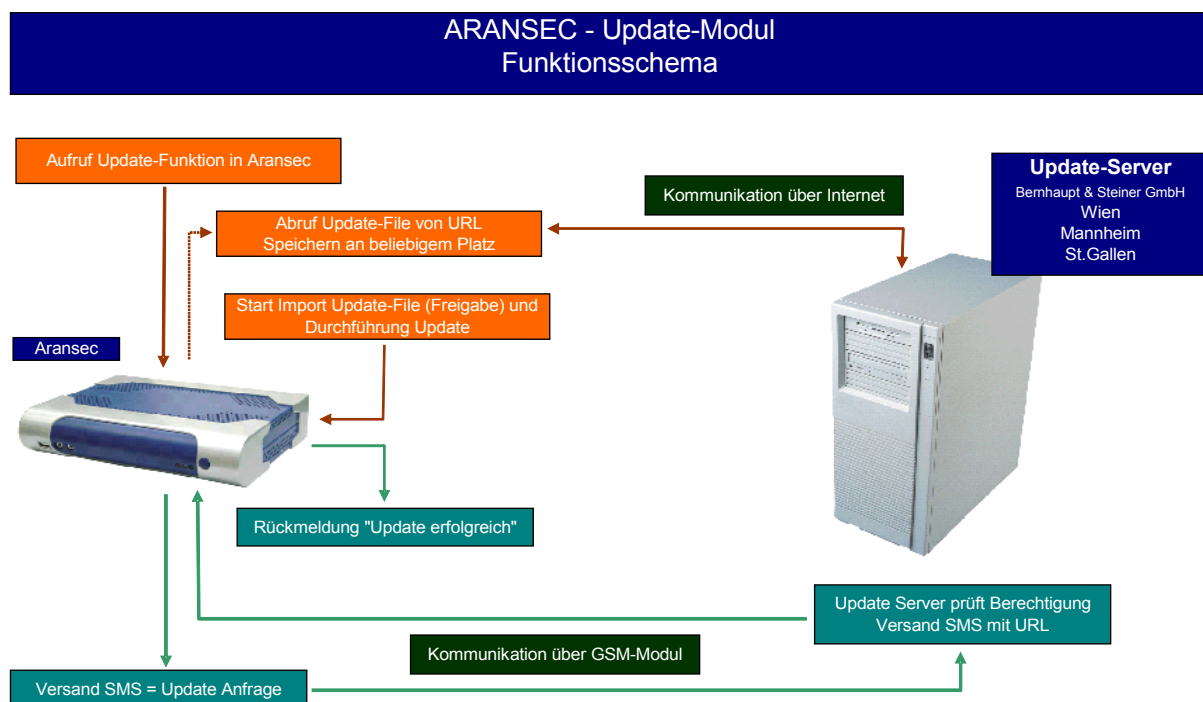 ARANSEC - Update-Modul
Funktionsschema
Aufruf Update-Funktion in Aransec
Update-Server
Bernhaupt & Steiner GmbH
Wien
Mannheim
St.Gallen
Kommunikation über Internet
Abruf Update-File von URL
Speichern an beliebigem Platz
Start Import Update-File (Freigabe) und
Durchführung Update
Aransec
Rückmeldung "Update erfolgreich"
Update Server prüft Berechtigung
Versand SMS mit URL
Kommunikation über GSM-Modul
Versand SMS = Update Anfrage